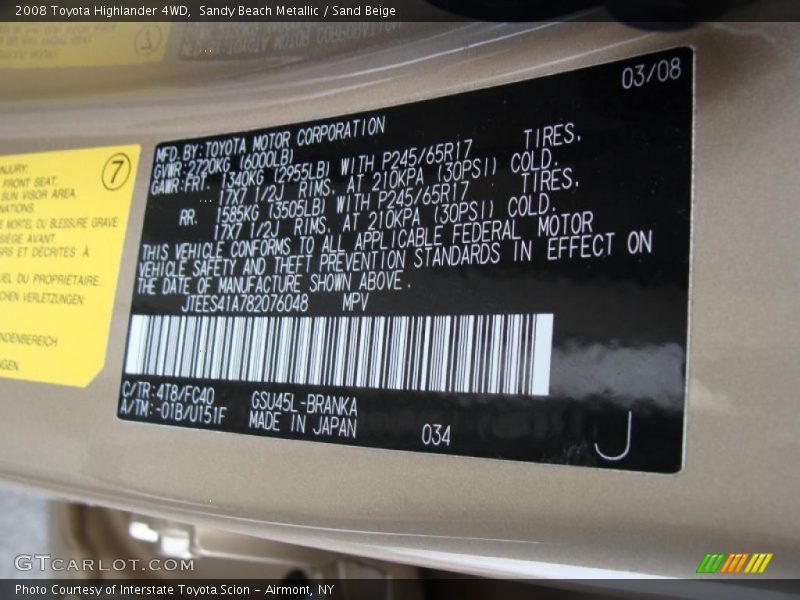 2008 Toyota Highlander 4WD, Sandy Beach Metallic / Sand Beige
03/08
MFD. BY: TOYOTA MOTOR CORPORATION
GVWR: 2720KG (6000LB)
GAWR: FRT. 1340KG (2955LB) WITH P245/65R17 TIRES,
17X7 1/2J RIMS, AT 210KPA (30PSI) COLD.
RR. 1585KG (3505LB) WITH P245/65R17 TIRES,
17X7 1/2J RIMS, AT 210KPA (30PSI) COLD.
THIS VEHICLE CONFORMS TO ALL APPLICABLE FEDERAL MOTOR
VEHICLE SAFETY AND THEFT PREVENTION STANDARDS IN EFFECT ON
THE DATE OF MANUFACTURE SHOWN ABOVE.
JTEES41A782076048 MPV
C/TR: 4T8/FC40
A/TM: -01B/U151F
GSU45L-BRANKA
MADE IN JAPAN
034
J
7
INJURY:
FRONT SEAT.
SUN VISOR AREA.
MORTEL OU BLESSURE GRAVE
SIÈGE AVANT.
ET DÉCRITES À
DU PROPRIÉTAIRE.
VERLETZUNGEN:
GTCARLOT.COM
Photo Courtesy of Interstate Toyota Scion - Airmont, NY